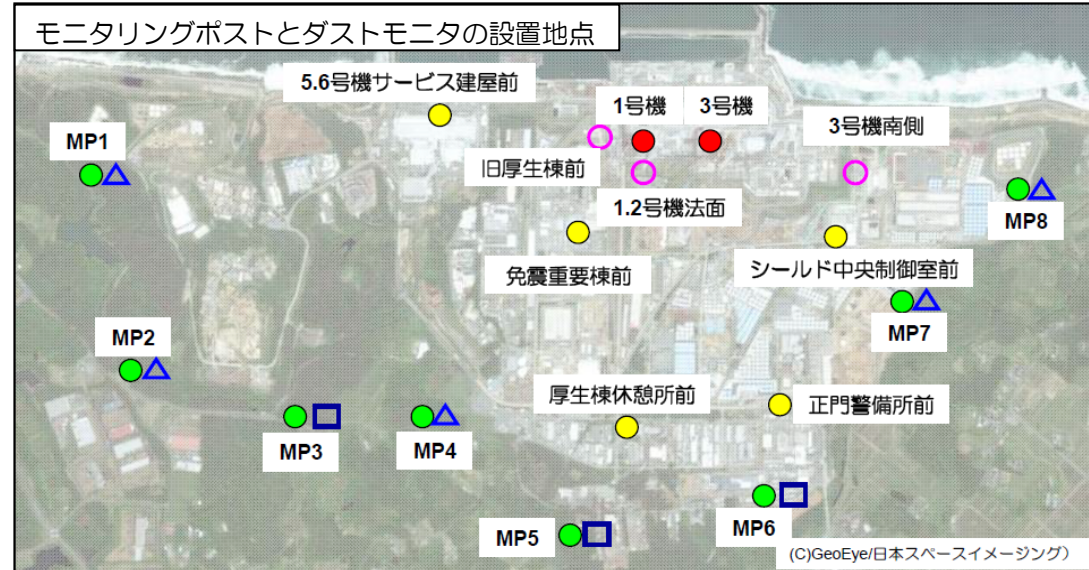 モニタリングポストとダストモニタの設置地点
5.6号機サービス建屋前
1号機
3号機
MP1
旧厚生棟前
3号機南側
1.2号機法面
MP8
免震重要棟前
シールド中央制御室前
MP2
MP7
厚生棟休憩所前
正門警備所前
MP3
MP4
MP5
MP6
(C)GeoEye/日本スペースイメージング）